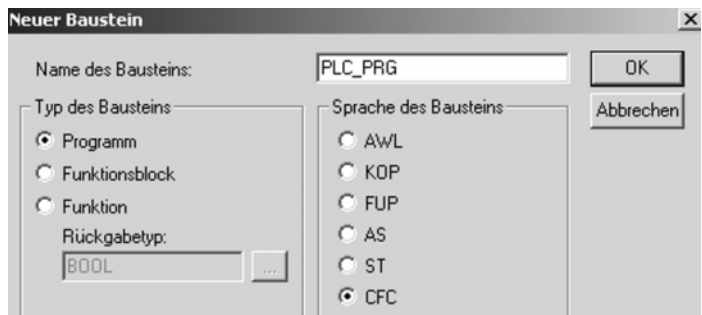 Neuer Baustein
Name des Bausteins:
PLC_PRG
OK
Abbrechen
Typ des Bausteins
Programm
Funktionsblock
Funktion
Rückgabetyp:
BOOL
...
Sprache des Bausteins
AWL
KOP
FUP
AS
ST
CFC